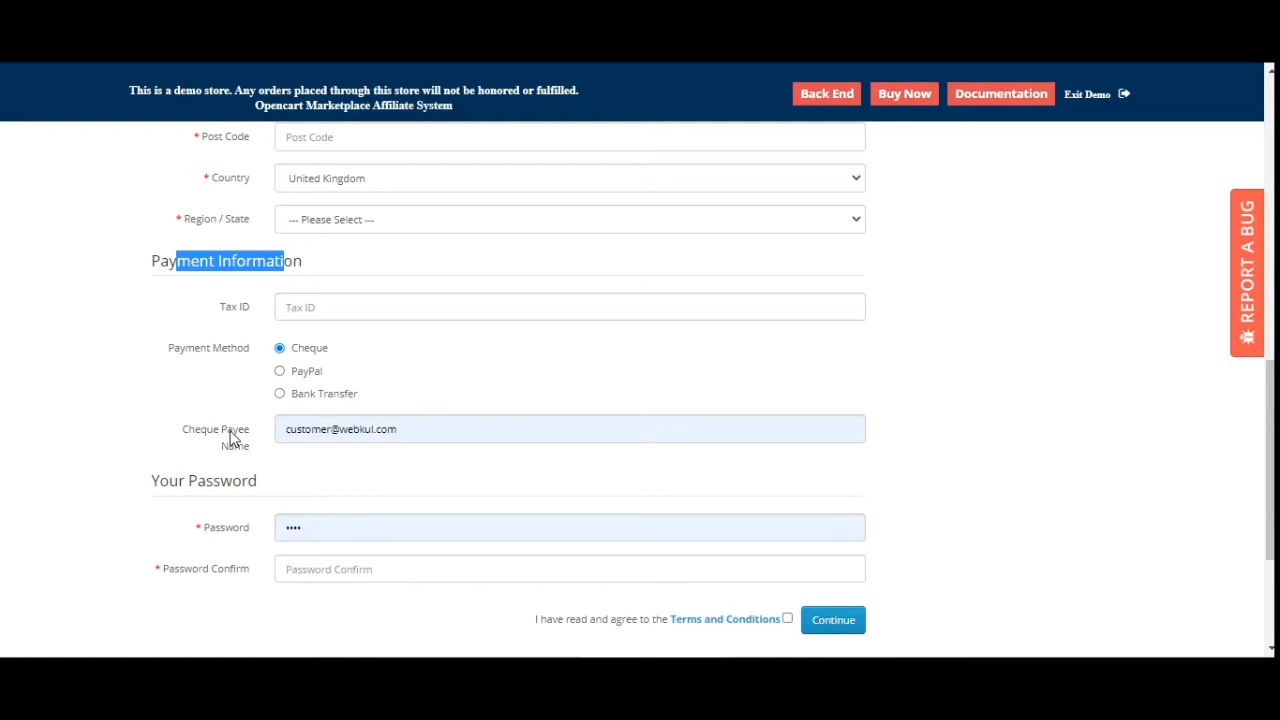 This is a demo store. Any orders placed through this store will not be honored or fulfilled.
Opencart Marketplace Affiliate System
Back End
Buy Now
Documentation
Exit Demo
* Post Code
Post Code
* Country
United Kingdom
* Region / State
--- Please Select ---
REPORT A BUG
Payment Information
Tax ID
Tax ID
Payment Method
Cheque
PayPal
Bank Transfer
Cheque Payee
Name
customer@webkul.com
Your Password
* Password
••••
* Password Confirm
Password Confirm
I have read and agree to the Terms and Conditions
Continue